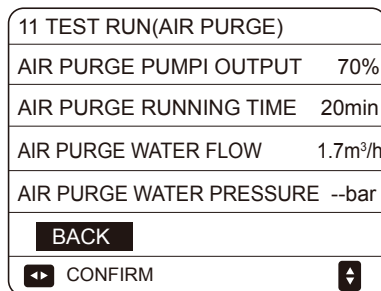 11 TEST RUN(AIR PURGE)
AIR PURGE PUMPI OUTPUT 70%
AIR PURGE RUNNING TIME 20min
AIR PURGE WATER FLOW 1.7m³/h
AIR PURGE WATER PRESSURE --bar
BACK
CONFIRM